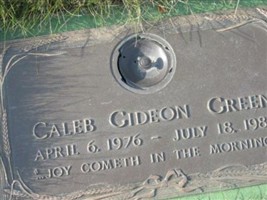 CALEB GIDEON GREEN
APRIL 6, 1976 - JULY 18, 198
JOY COMETH IN THE MORNING